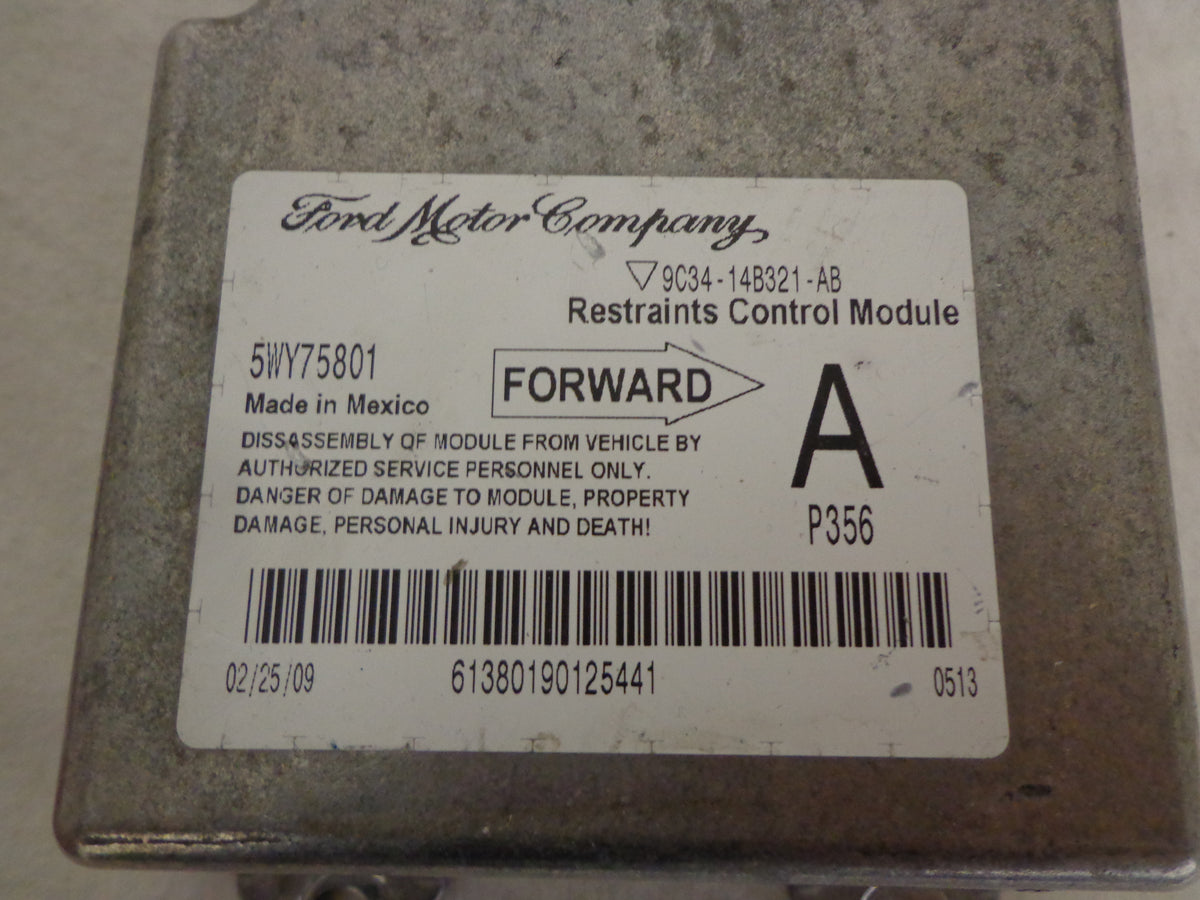 Ford Motor Company
9C34-14B321-AB
Restraints Control Module
5WY75801
FORWARD
A
Made in Mexico
DISSASSEMBLY OF MODULE FROM VEHICLE BY
AUTHORIZED SERVICE PERSONNEL ONLY.
DANGER OF DAMAGE TO MODULE, PROPERTY
DAMAGE, PERSONAL INJURY AND DEATH!
P356
02/25/09 61380190125441 0513